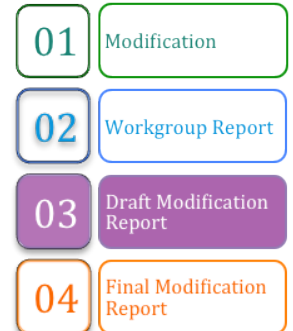 01 Modification
02 Workgroup Report
03 Draft Modification
Report
04 Final Modification
Report